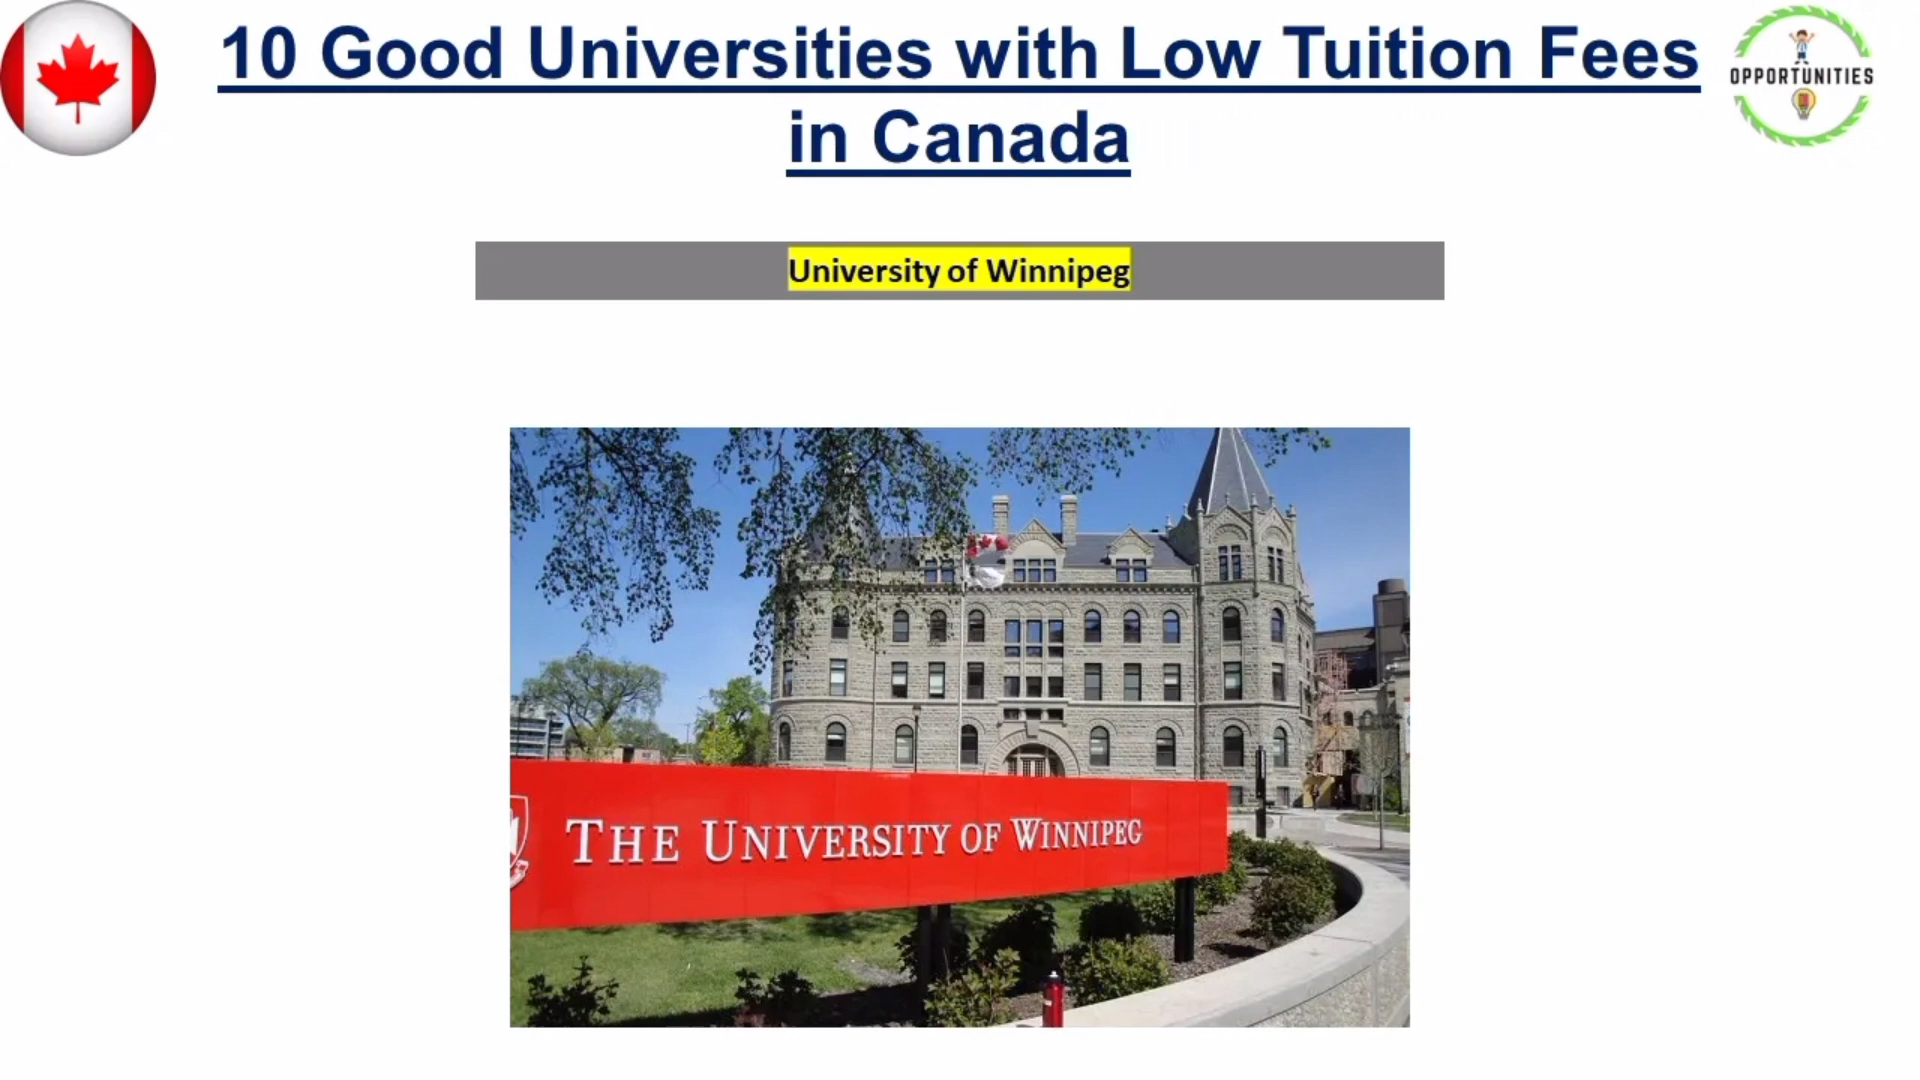 10 Good Universities with Low Tuition Fees
in Canada
OPPORTUNITIES
University of Winnipeg
THE UNIVERSITY OF WINNIPEG